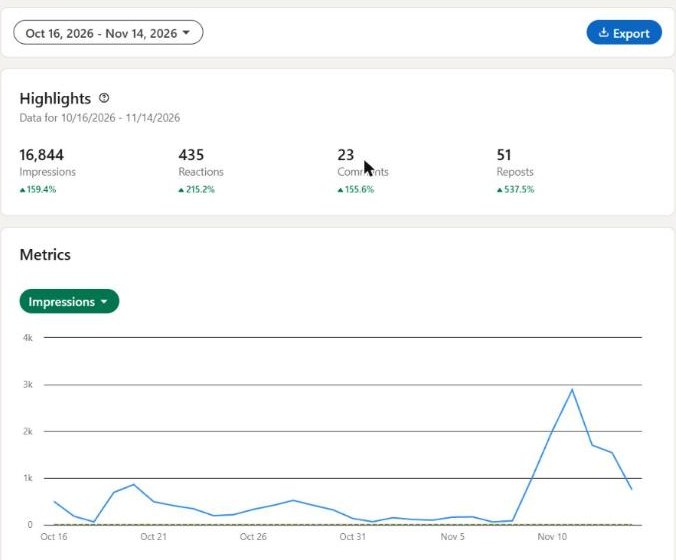 Oct 16, 2026 - Nov 14, 2026
Export
Highlights
Data for 10/16/2026 - 11/14/2026
16,844 435 23 51
Impressions Reactions Comments Reposts
159.4% 215.2% 155.6% 537.5%
Metrics
Impressions
4k
3k
2k
1k
0
Oct 16 Oct 21 Oct 26 Oct 31 Nov 5 Nov 10